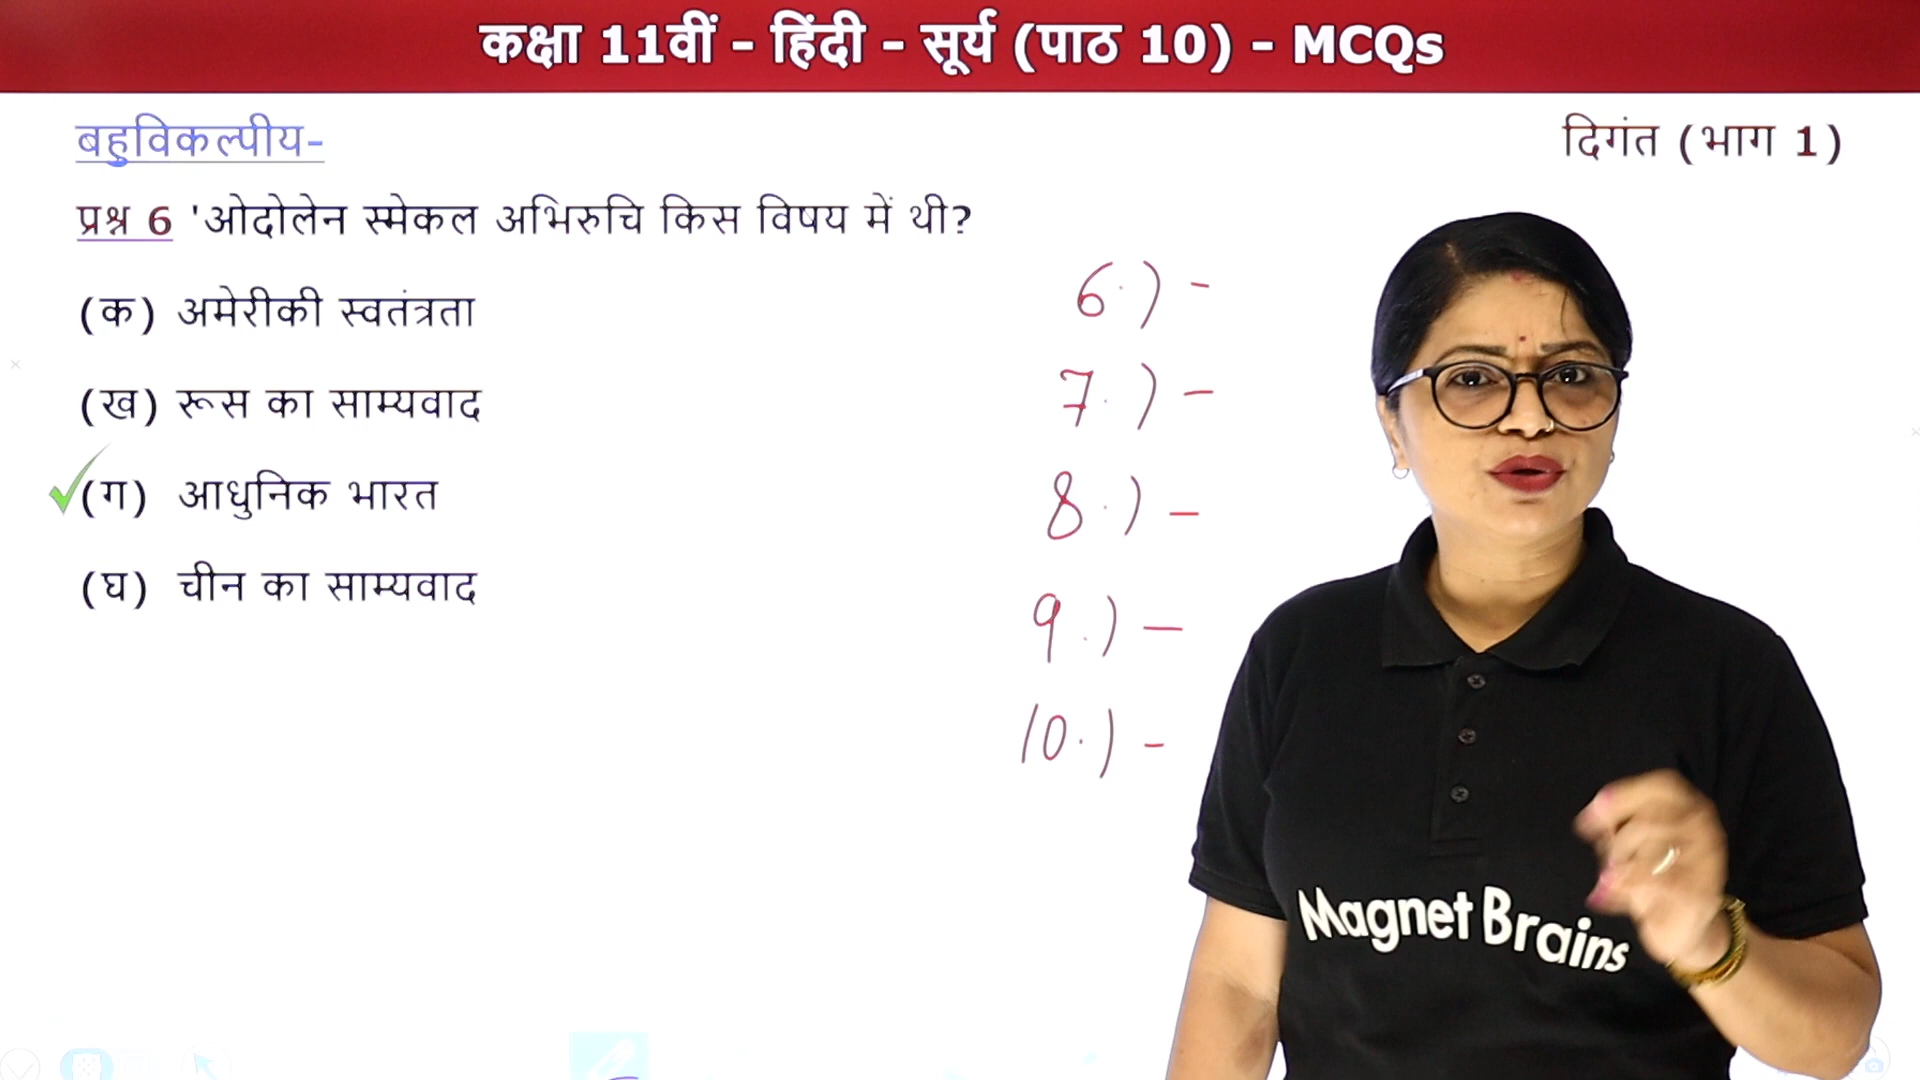 कक्षा 11वीं - हिंदी - सूर्य (पाठ 10) - MCQs
बहुविकल्पीय-
दिगंत (भाग 1)
प्रश्न 6 'ओदोलेन स्मेकल अभिरुचि किस विषय में थी?
(क) अमेरीकी स्वतंत्रता
(ख) रूस का साम्यवाद
(ग) आधुनिक भारत
(घ) चीन का साम्यवाद
6.) -
7.) -
8.) -
9.) -
10.) -
Magnet Brains